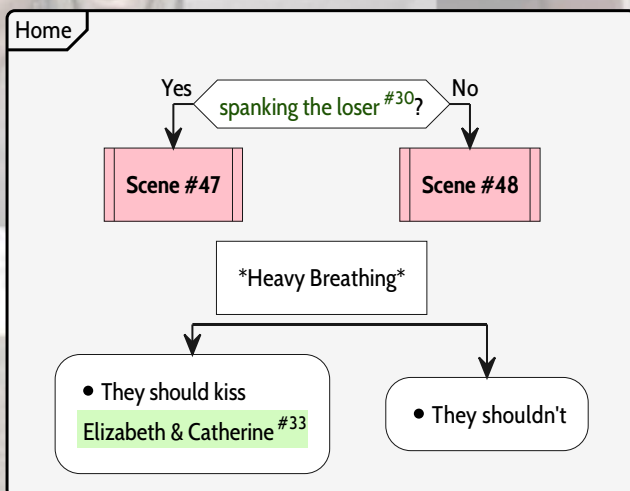 Home
Yes
No
spanking the loser #30?
Scene #47
Scene #48
*Heavy Breathing*
• They should kiss
Elizabeth & Catherine #33
• They shouldn't